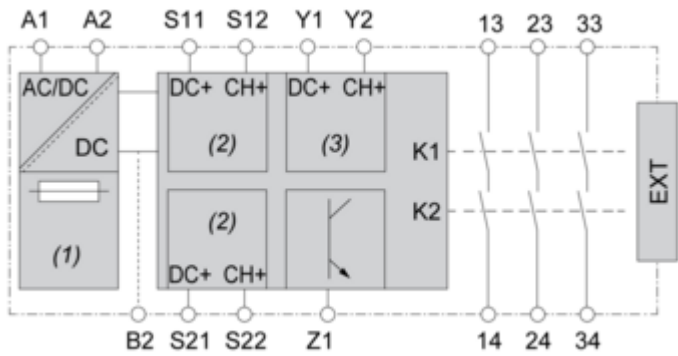 A1 A2 S11 S12 Y1 Y2 13 23 33
AC/DC DC+ CH+ DC+ CH+
DC (2) (3) K1
EXT
(2) K2
(1)
DC+ CH+
B2 S21 S22 Z1 14 24 34